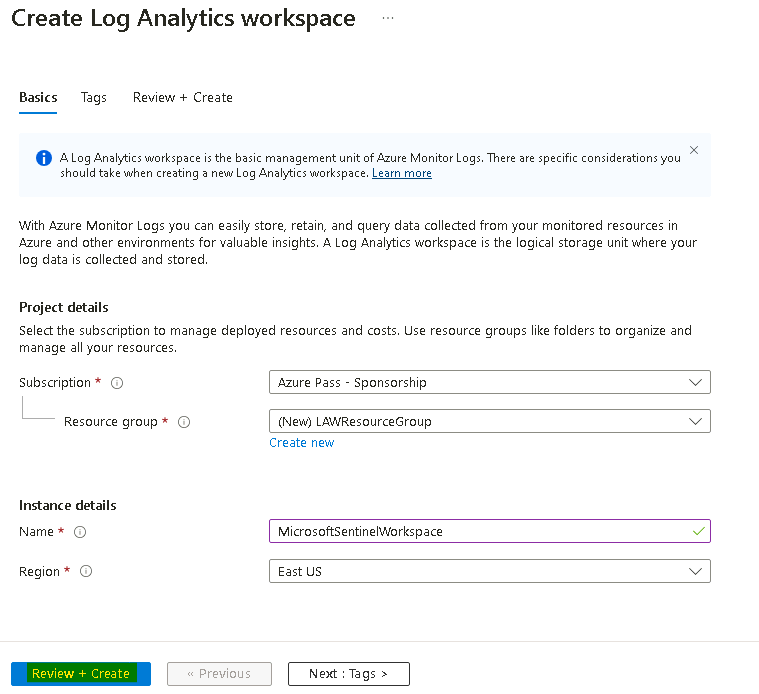 Create Log Analytics workspace ...
Basics Tags Review + Create
A Log Analytics workspace is the basic management unit of Azure Monitor Logs. There are specific considerations you
should take when creating a new Log Analytics workspace. Learn more
With Azure Monitor Logs you can easily store, retain, and query data collected from your monitored resources in
Azure and other environments for valuable insights. A Log Analytics workspace is the logical storage unit where your
log data is collected and stored.
Project details
Select the subscription to manage deployed resources and costs. Use resource groups like folders to organize and
manage all your resources.
Subscription * Azure Pass - Sponsorship
Resource group * (New) LAWResourceGroup
Create new
Instance details
Name * MicrosoftSentinelWorkspace
Region * East US
Review + Create « Previous Next : Tags >